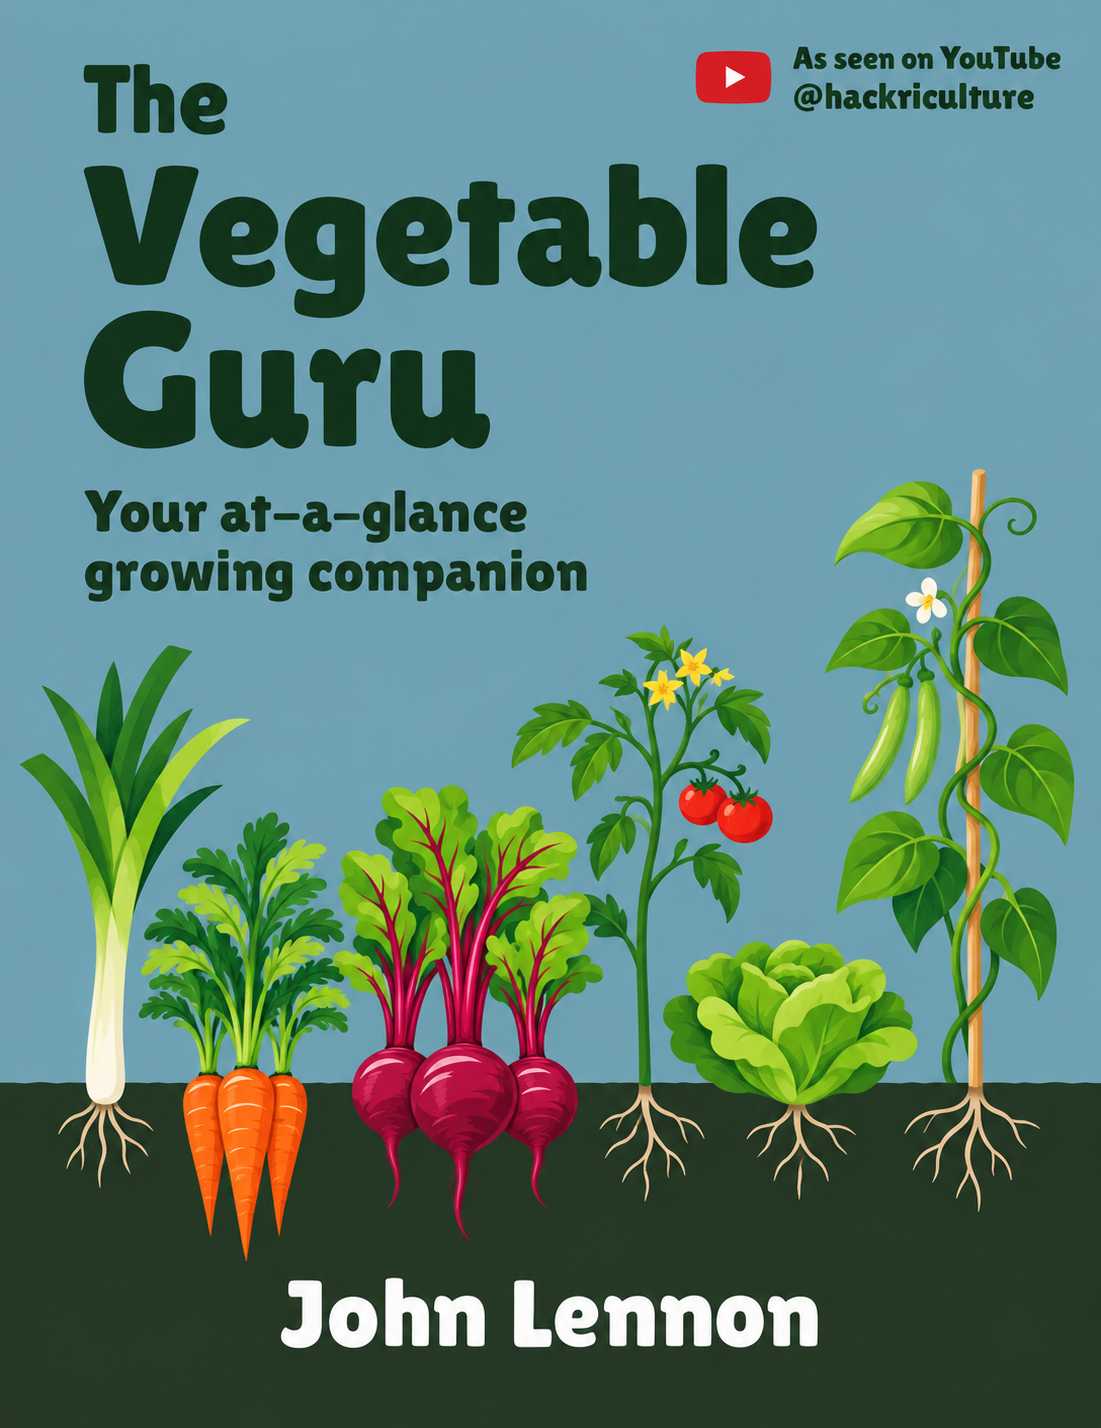 The
Vegetable
Guru
As seen on YouTube
@hackriculture
Your at-a-glance
growing companion
John Lennon